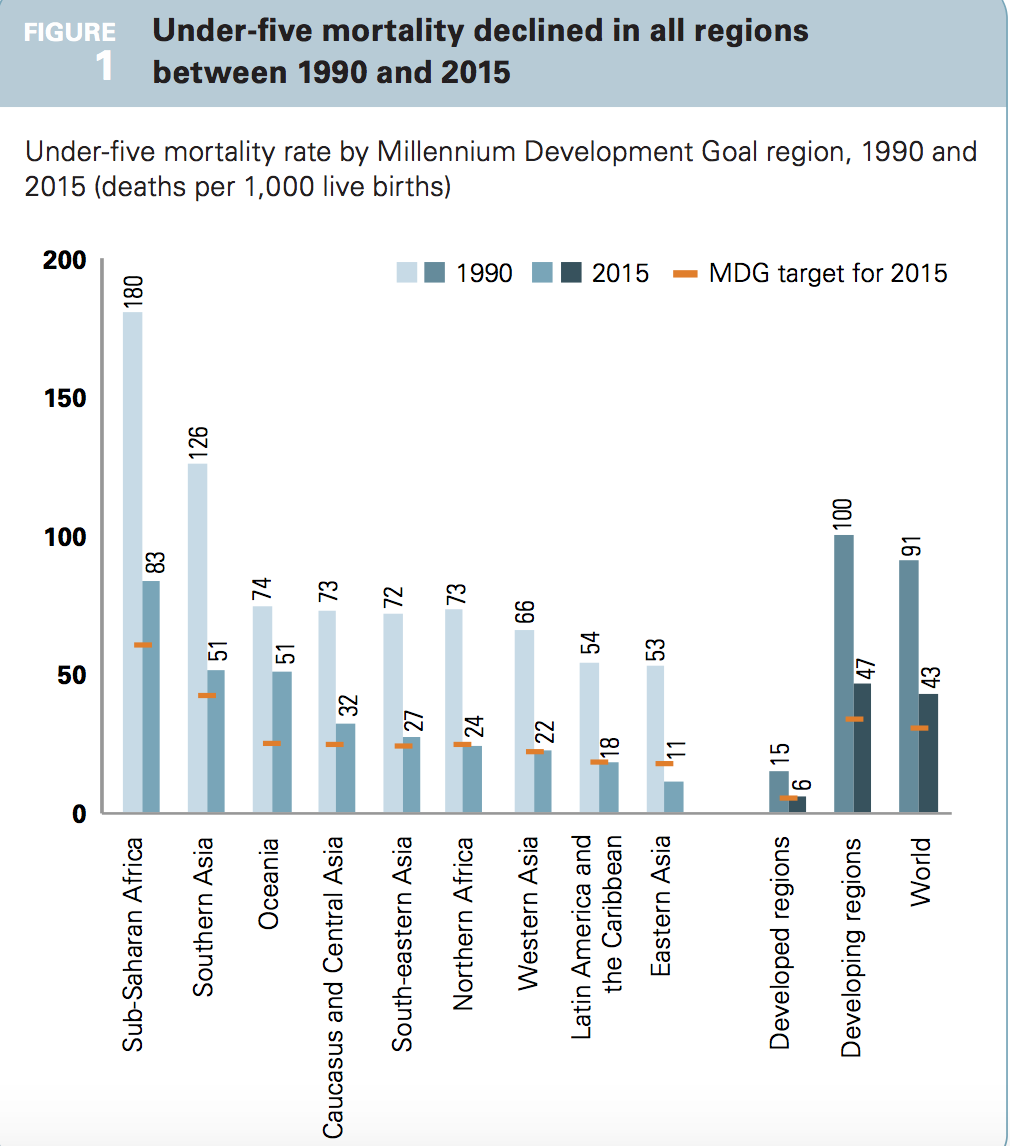 FIGURE 1
Under-five mortality declined in all regions
between 1990 and 2015
Under-five mortality rate by Millennium Development Goal region, 1990 and
2015 (deaths per 1,000 live births)
1990 2015 MDG target for 2015
200
150
100
50
0
180 83
126 51
74 51
73 32
72 27
73 24
66 22
54 18
53 11
15 6
100 47
91 43
Sub-Saharan Africa
Southern Asia
Oceania
Caucasus and Central Asia
South-eastern Asia
Northern Africa
Western Asia
Latin America and
the Caribbean
Eastern Asia
Developed regions
Developing regions
World